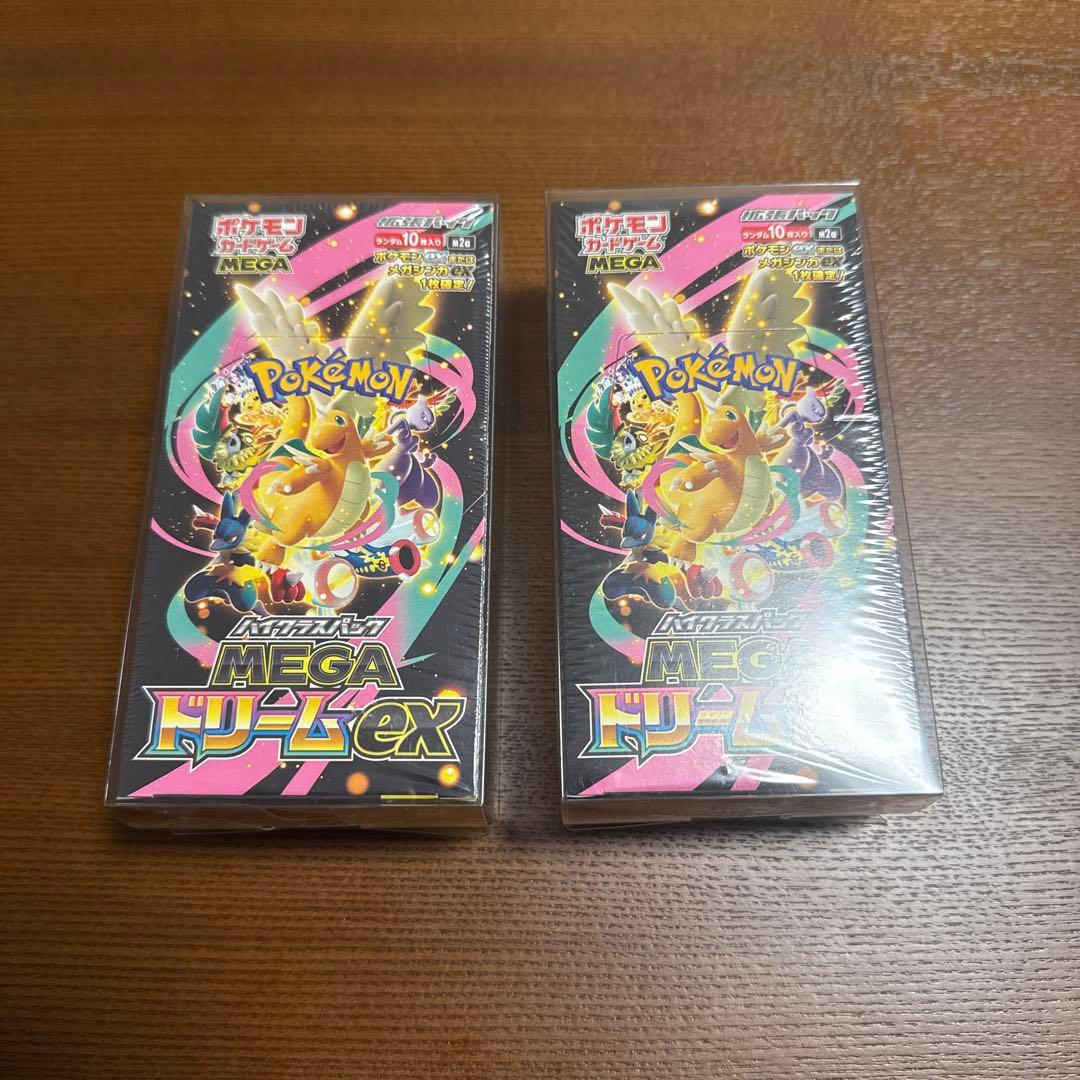 ポケモン
カードゲーム
MEGA
拡張パック
ランダム10枚入り M2a
ポケモンexまたは
メガシンカex
1枚確定!
POKÉMON
ハイクラスパック
MEGA
ドリームex
ポケモン
カードゲーム
MEGA
拡張パック
ランダム10枚入り M2a
ポケモンexまたは
メガシンカex
1枚確定!
POKÉMON
ハイクラスパック
MEGA
ドリーム